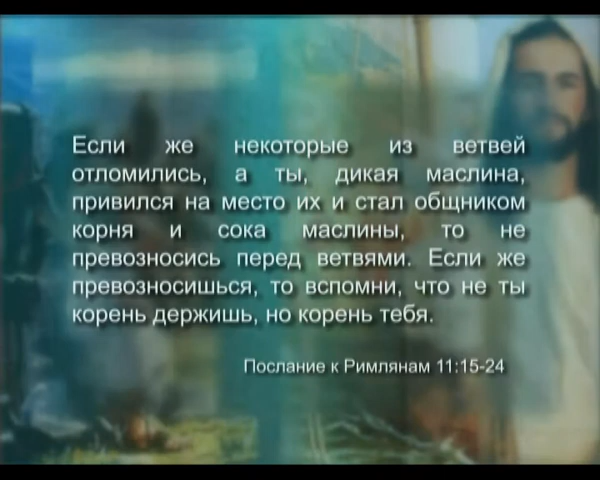 Если же некоторые из ветвей
отломились, а ты, дикая маслина,
привился на место их и стал общником
корня и сока маслины, то не
превозносись перед ветвями. Если же
превозносишься, то вспомни, что не ты
корень держишь, но корень тебя.
Послание к Римлянам 11:15-24